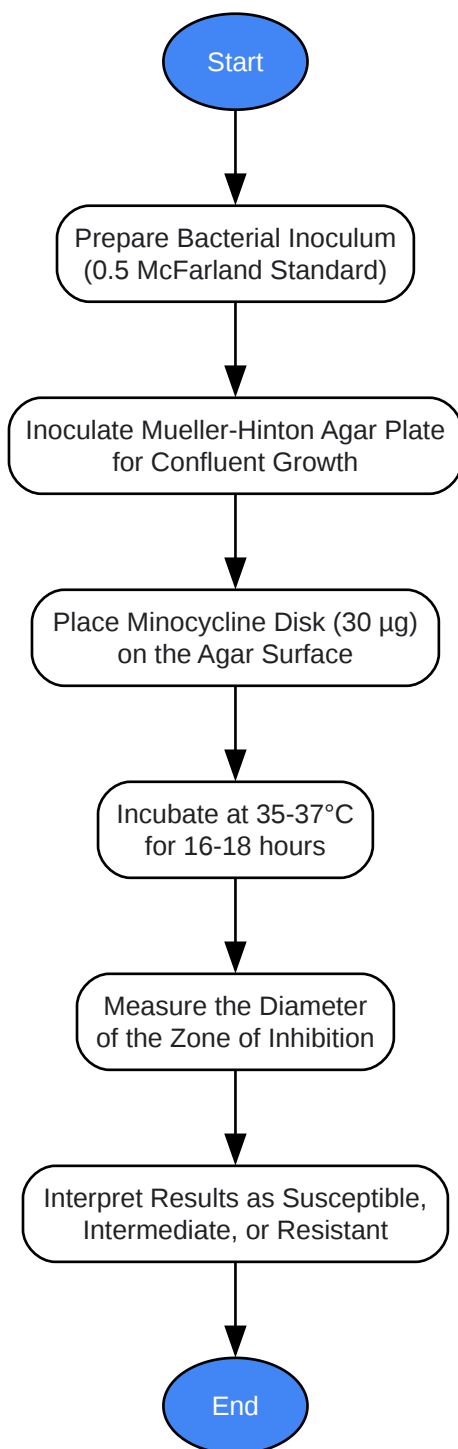 Start
Prepare Bacterial Inoculum
(0.5 McFarland Standard)
Inoculate Mueller-Hinton Agar Plate
for Confluent Growth
Place Minocycline Disk (30 µg)
on the Agar Surface
Incubate at 35-37°C
for 16-18 hours
Measure the Diameter
of the Zone of Inhibition
Interpret Results as Susceptible,
Intermediate, or Resistant
End